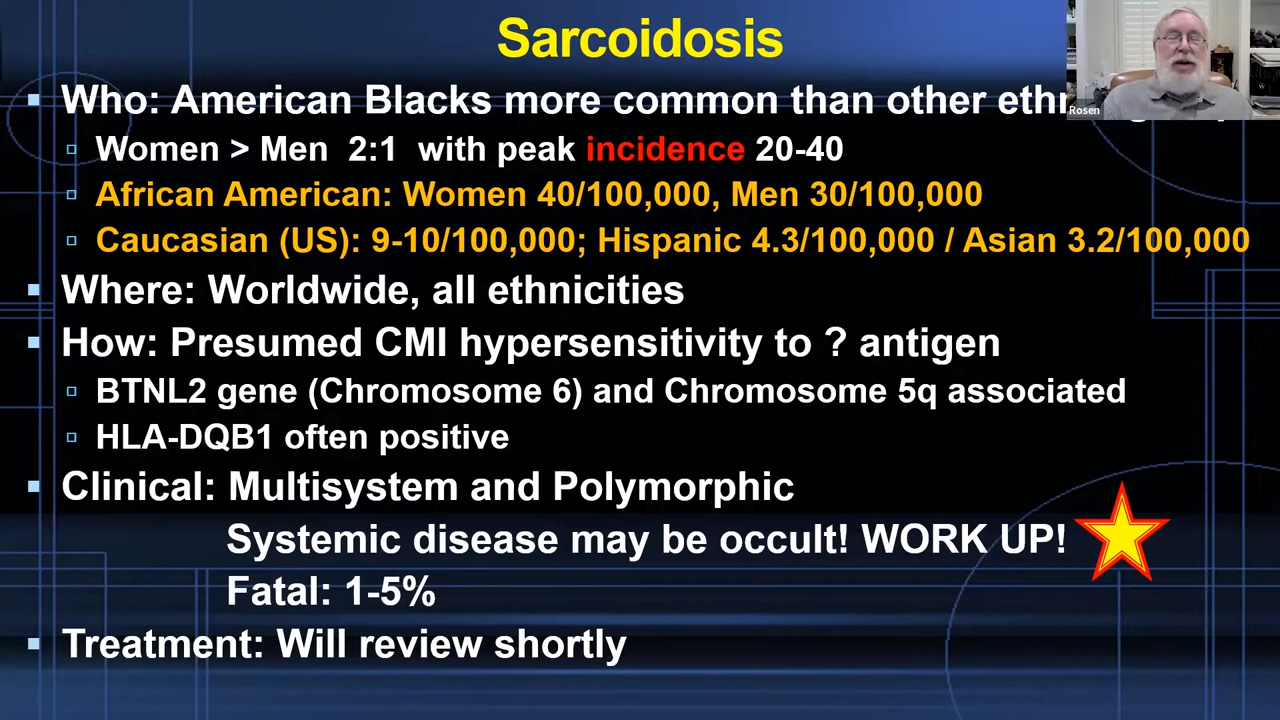 Sarcoidosis
Who: American Blacks more common than other
Rosen
Women > Men 2:1 with peak incidence 20-40
African American: Women 40/100,000, Men 30/100,000
Caucasian (US): 9-10/100,000; Hispanic 4.3/100,000 / Asian 3.2/100,000
Where: Worldwide, all ethnicities
How: Presumed CMI hypersensitivity to ? antigen
BTNL2 gene (Chromosome 6) and Chromosome 5q associated
HLA-DQB1 often positive
Clinical: Multisystem and Polymorphic
Systemic disease may be occult! WORK UP!
Fatal: 1-5%
Treatment: Will review shortly